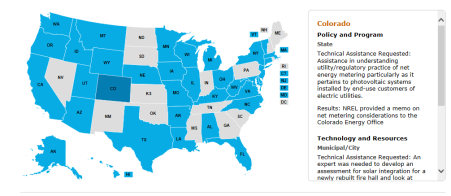 WA
OR
CA
ID
NV
MT
WY
UT
AZ
CO
NM
ND
SD
NE
KS
OK
TX
MN
IA
MO
AR
LA
WI
IL
MS
MI
IN
KY
TN
AL
OH
WV
VA
NC
SC
GA
FL
PA
NY
VT
NH
ME
MA
RI
CT
NJ
DE
MD
DC
AK
HI
Colorado
Policy and Program
State
Technical Assistance Requested:
Assistance in understanding
utility/regulatory practice of net
energy metering particularly as it
pertains to photovoltaic systems
installed by end-use customers of
electric utilities.
Results: NREL provided a memo on
net metering considerations to the
Colorado Energy Office
Technology and Resources
Municipal/City
Technical Assistance Requested: An
expert was needed to develop an
assessment for solar integration for a
newly rebuilt fire hall and look at